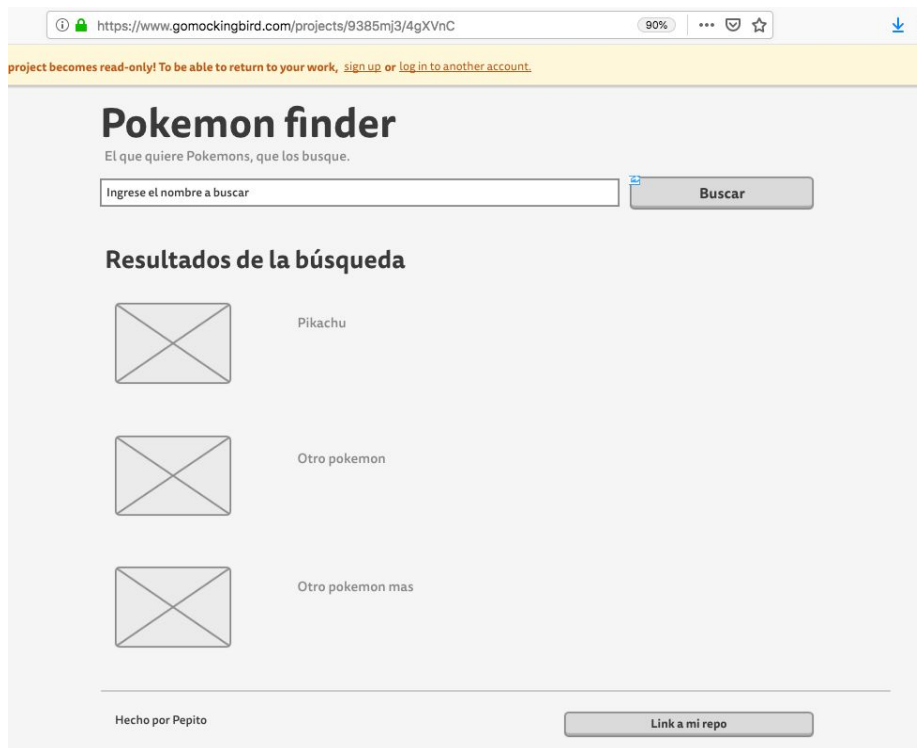 https://www.gomockingbird.com/projects/9385mj3/4gXVnC 90%
project becomes read-only! To be able to return to your work, sign up or log in to another account.
Pokemon finder
El que quiere Pokemons, que los busque.
Ingrese el nombre a buscar
Buscar
Resultados de la búsqueda
Pikachu
Otro pokemon
Otro pokemon mas
Hecho por Pepito
Link a mi repo